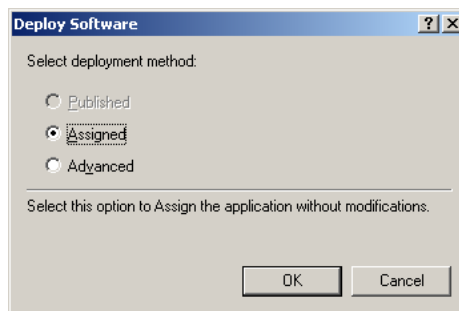 Deploy Software
Select deployment method:
Published
Assigned
Advanced
Select this option to Assign the application without modifications.
OK
Cancel